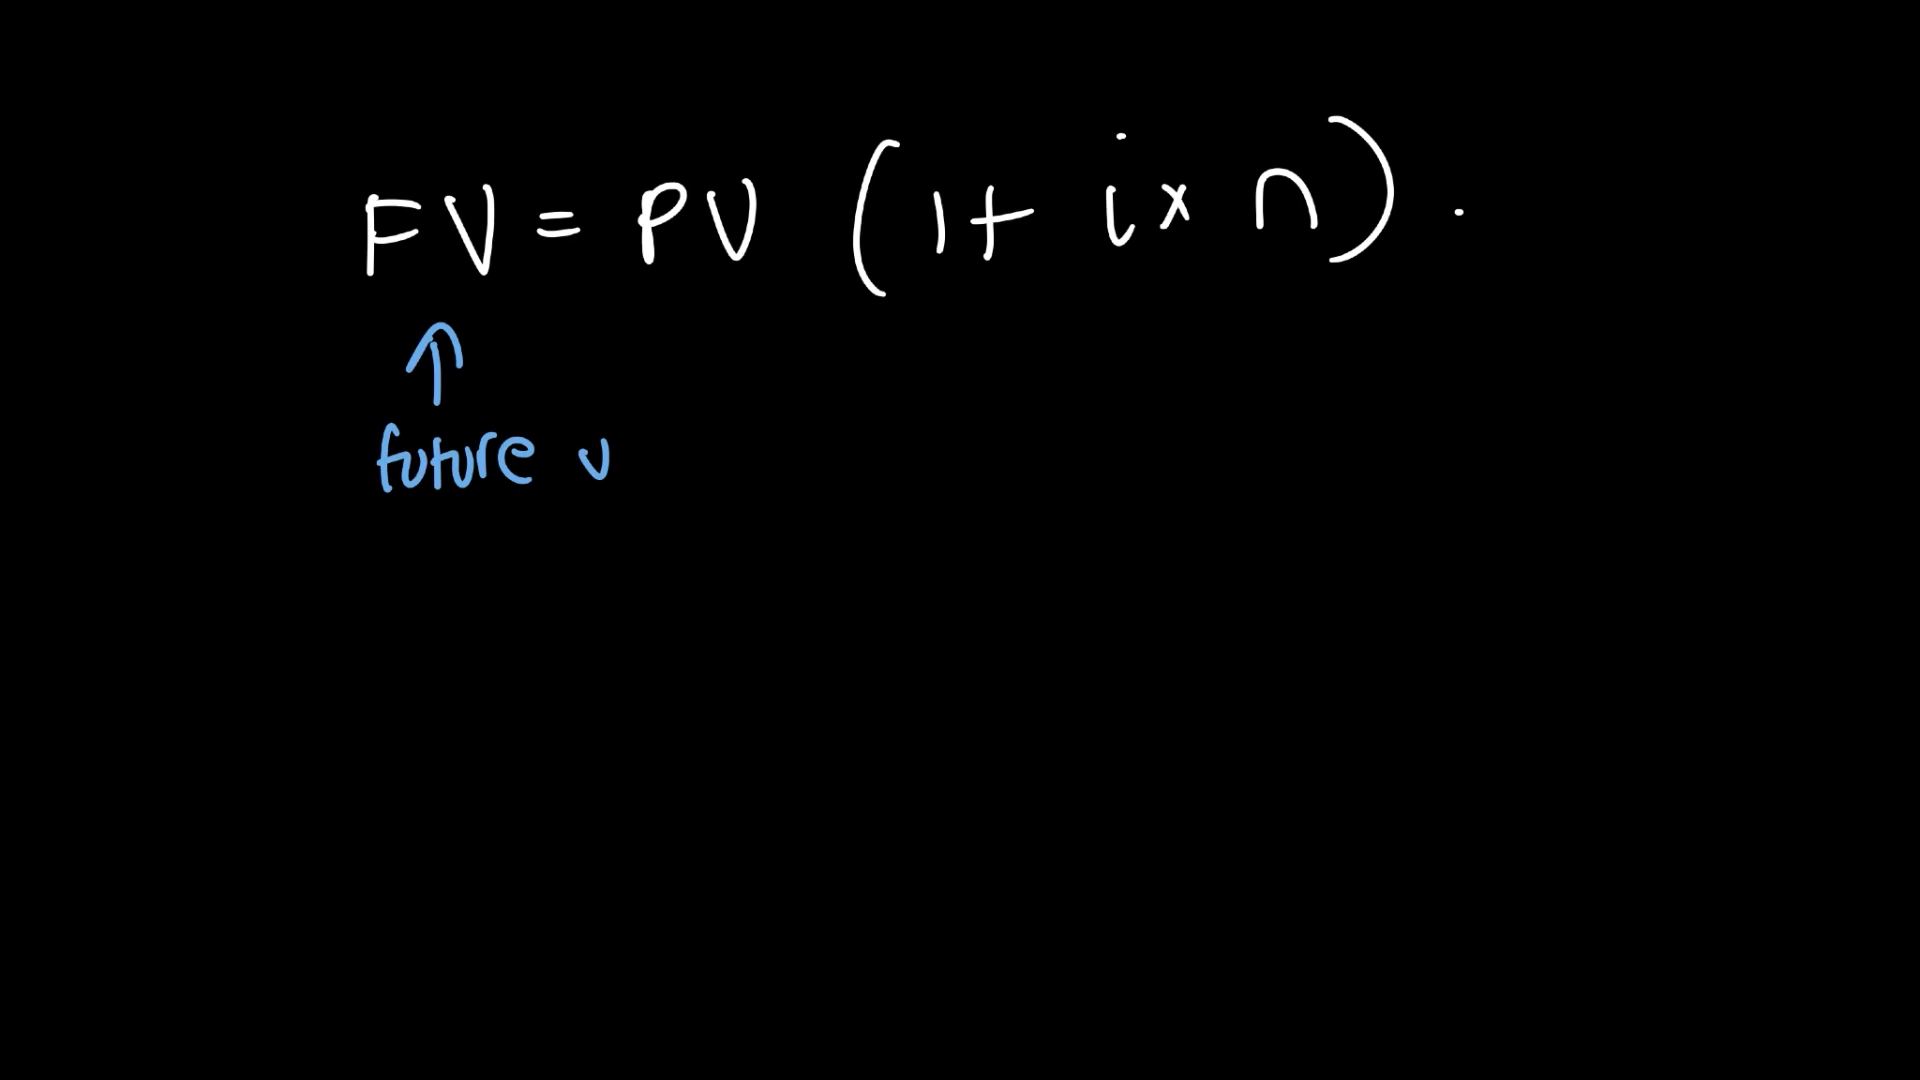 FV = PV (1 + i × n).
future v